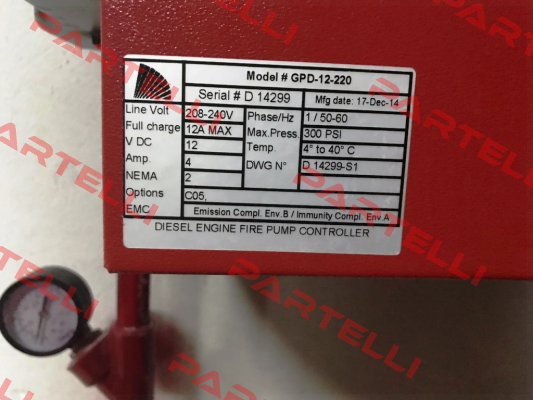 Model # GPD-12-220
Serial # D 14299 Mfg date: 17-Dec-14
Line Volt 208-240V Phase/Hz 1 / 50-60
Full charge 12A MAX Max.Press. 300 PSI
V DC 12 Temp. 4° to 40° C
Amp. 4 DWG N° D 14299-S1
NEMA 2
Options C05,
EMC Emission Compl. Env.B / Immunity Compl. Env.A
DIESEL ENGINE FIRE PUMP CONTROLLER
PARTELLI
PARTELLI
PARTELLI
PARTELLI
PARTELLI